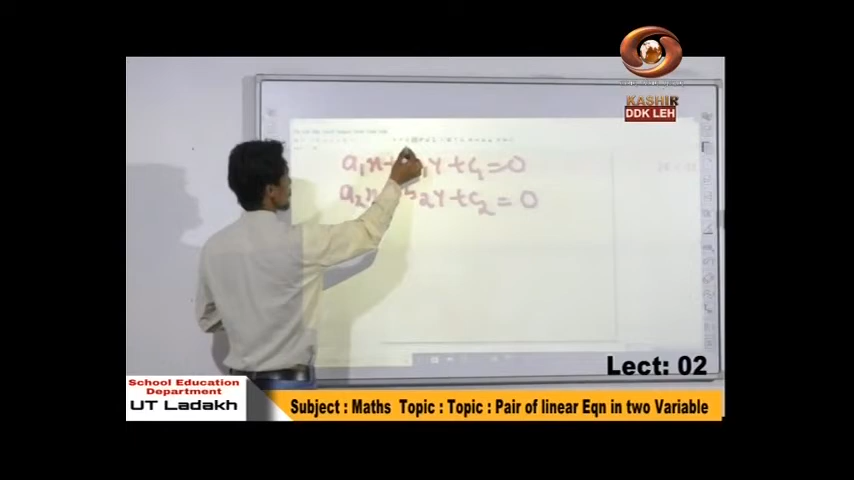 KASHIR
DDK LEH
a₁x+b₁y+c₁=0
a₂x+b₂y+c₂=0
Lect: 02
School Education
Department
UT Ladakh
Subject : Maths Topic : Topic : Pair of linear Eqn in two Variable